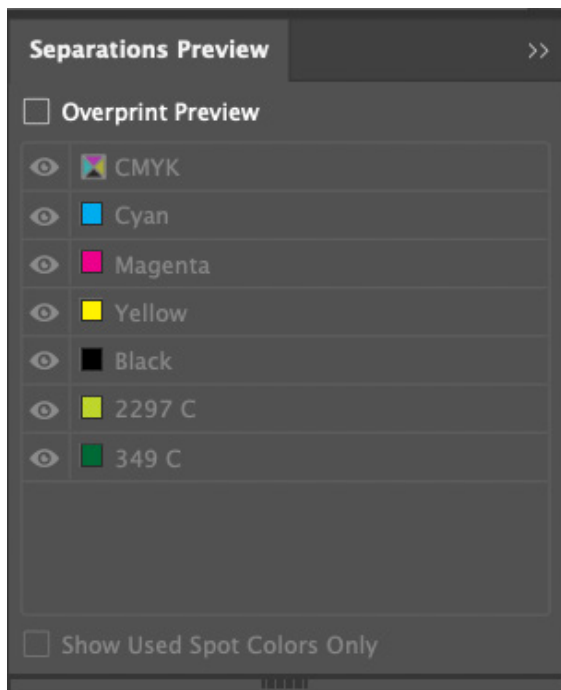 Separations Preview
Overprint Preview
CMYK
Cyan
Magenta
Yellow
Black
2297 C
349 C
Show Used Spot Colors Only